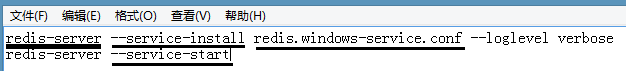 文件(F) 编辑(E) 格式(O) 查看(V) 帮助(H)
redis-server --service-install redis.windows-service.conf --loglevel verbose
redis-server --service-start